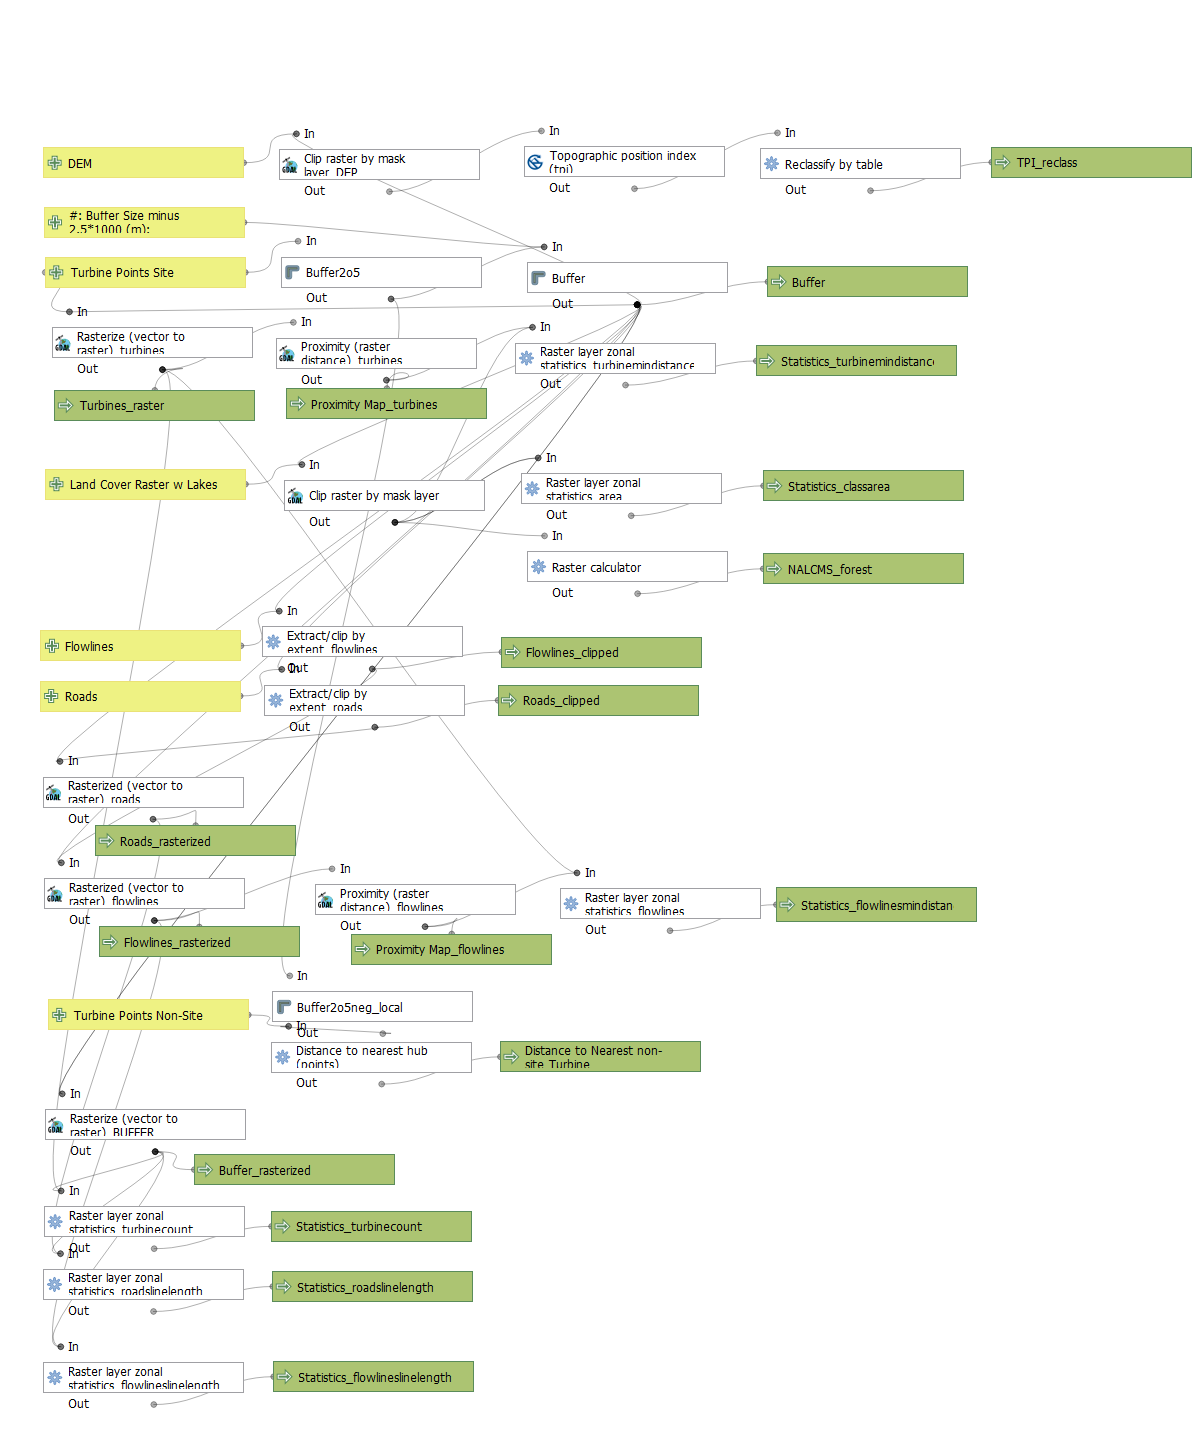 In
In
In
DEM
Clip raster by mask
layer_DEP
Topographic position index
(tpi)
Reclassify by table
TPI_reclass
Out
Out
Out
#: Buffer Size minus
2.5*1000 (m):
In
In
Turbine Points Site
Buffer2o5
Buffer
Buffer
Out
Out
In
In
In
Rasterize (vector to
raster)_turbines
Proximity (raster
distance)_turbines
Raster layer zonal
statistics_turbinemindistance
Statistics_turbinemindistanc
Out
Out
Out
Turbines_raster
Proximity Map_turbines
In
In
Land Cover Raster w Lakes
Clip raster by mask layer
Raster layer zonal
statistics_area
Statistics_classarea
Out
Out
In
Raster calculator
NALCMS_forest
Out
In
Flowlines
Extract/clip by
extent_flowlines
Flowlines_clipped
Out
In
Roads
Extract/clip by
extent_roads
Roads_clipped
Out
In
Rasterized (vector to
raster)_roads
Out
Roads_rasterized
In
In
In
Rasterized (vector to
raster)_flowlines
Proximity (raster
distance)_flowlines
Raster layer zonal
statistics_flowlines
Statistics_flowlinesmindistan
Out
Out
Out
Flowlines_rasterized
Proximity Map_flowlines
In
Turbine Points Non-Site
Buffer2o5neg_local
In
Out
Distance to nearest hub
(points)
Distance to Nearest non-
site_Turbine
Out
In
Rasterize (vector to
raster)_BUFFER
Out
Buffer_rasterized
In
Raster layer zonal
statistics_turbinecount
Statistics_turbinecount
Out
In
Raster layer zonal
statistics_roadslinelength
Statistics_roadslinelength
Out
In
Raster layer zonal
statistics_flowlineslinelength
Statistics_flowlineslinelength
Out